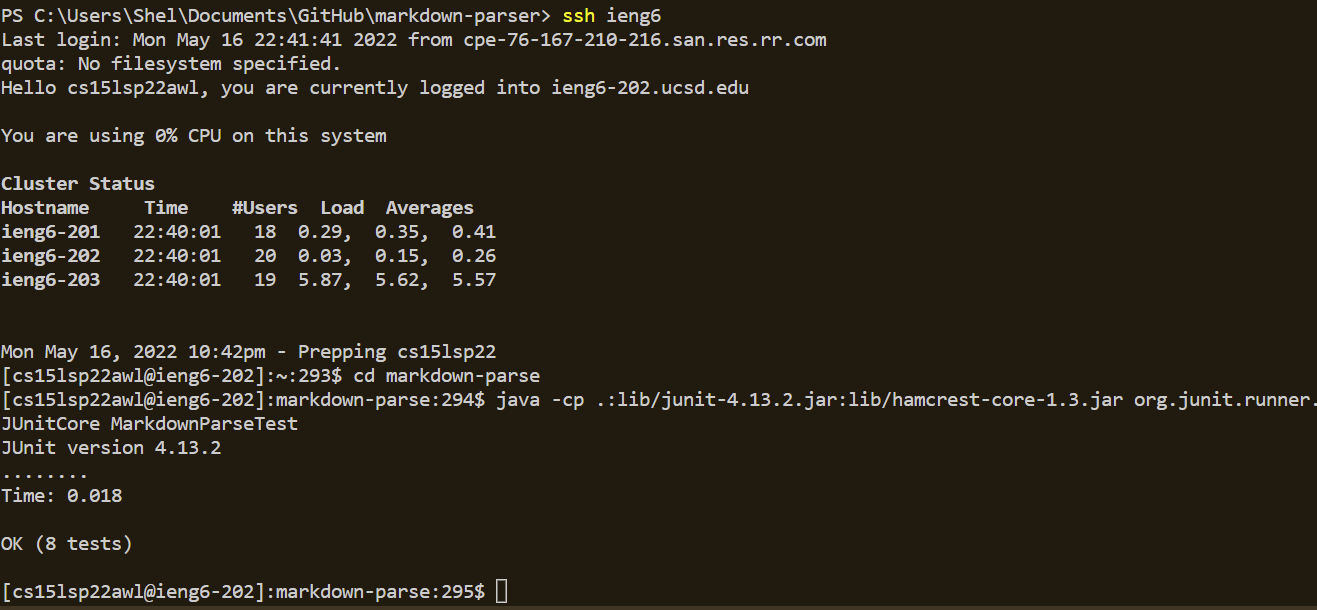 PS C:\Users\Shel\Documents\GitHub\markdown-parser> ssh ieng6
Last login: Mon May 16 22:41:41 2022 from cpe-76-167-210-216.san.res.rr.com
quota: No filesystem specified.
Hello cs15lsp22awl, you are currently logged into ieng6-202.ucsd.edu
You are using 0% CPU on this system
Cluster Status
Hostname     Time    #Users  Load  Averages
ieng6-201   22:40:01   18  0.29,  0.35,  0.41
ieng6-202   22:40:01   20  0.03,  0.15,  0.26
ieng6-203   22:40:01   19  5.87,  5.62,  5.57
Mon May 16, 2022 10:42pm - Prepping cs15lsp22
[cs15lsp22awl@ieng6-202]:~:293$ cd markdown-parse
[cs15lsp22awl@ieng6-202]:markdown-parse:294$ java -cp .:lib/junit-4.13.2.jar:lib/hamcrest-core-1.3.jar org.junit.runner.
JUnitCore MarkdownParseTest
JUnit version 4.13.2
........
Time: 0.018
OK (8 tests)
[cs15lsp22awl@ieng6-202]:markdown-parse:295$